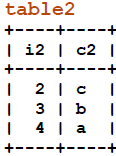 table2
+----+----+
| i2 | c2 |
+----+----+
|  2 | c  |
|  3 | b  |
|  4 | a  |
+----+----+